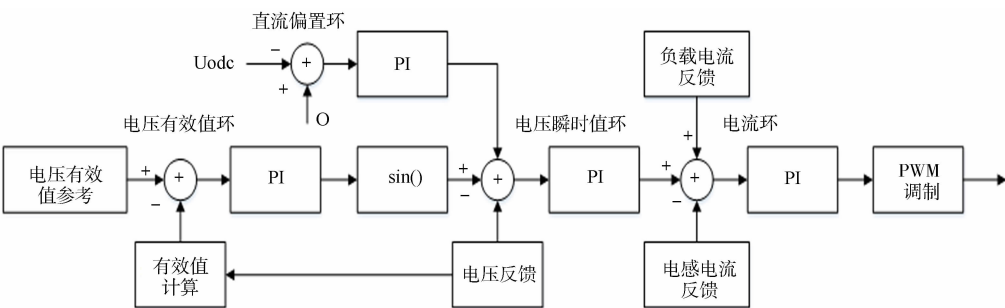 直流偏置环
Uodc
−
+
+
O
PI
负载电流
反馈
电压有效值环
电压瞬时值环
+
电流环
电压有效
值参考
+
−
+
PI
sin()
+
−
+
PI
+
−
+
PI
PWM
调制
有效值
计算
电压反馈
电感电流
反馈